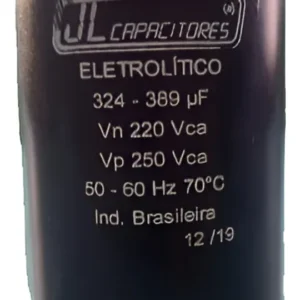 JL CAPACITORES
ELETROLÍTICO
324 - 389 µF
Vn 220 Vca
Vp 250 Vca
50 - 60 Hz 70°C
Ind. Brasileira
12 /19